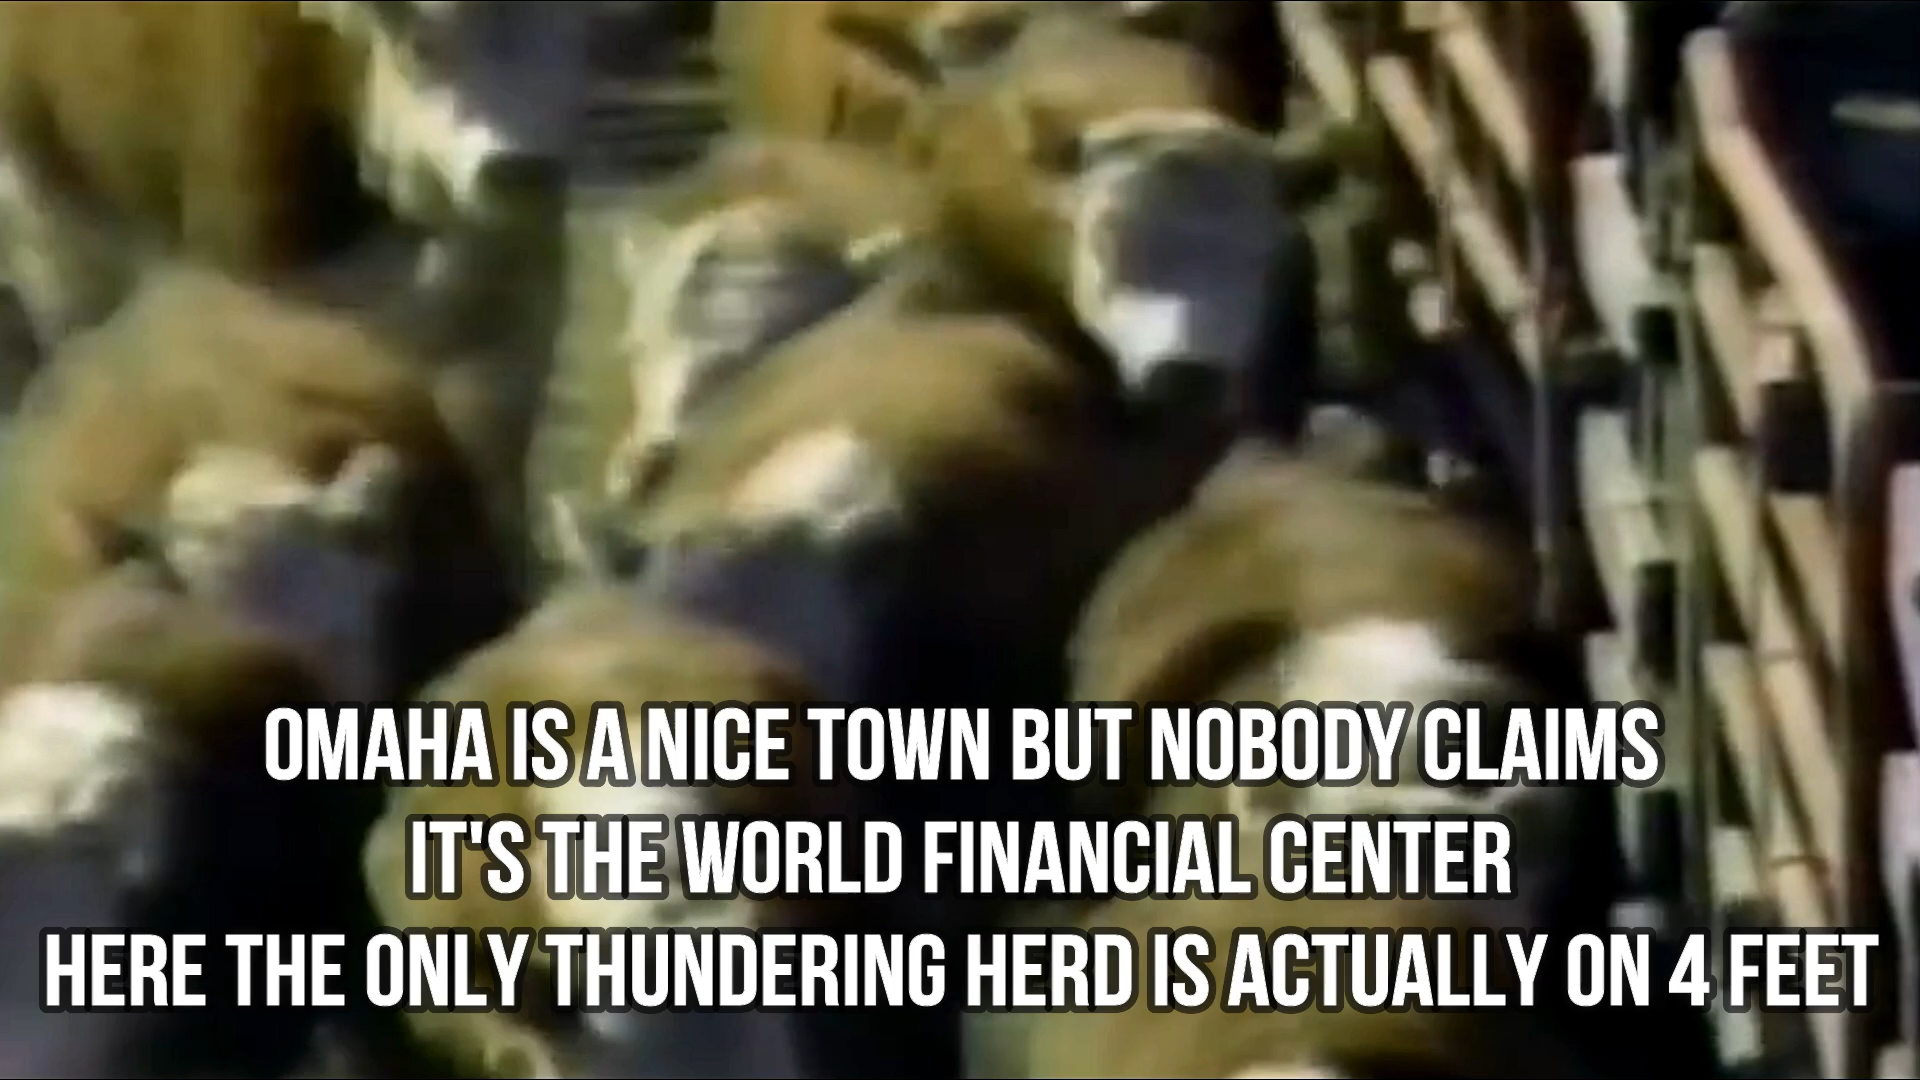 OMAHA IS A NICE TOWN BUT NOBODY CLAIMS
IT'S THE WORLD FINANCIAL CENTER
HERE THE ONLY THUNDERING HERD IS ACTUALLY ON 4 FEET